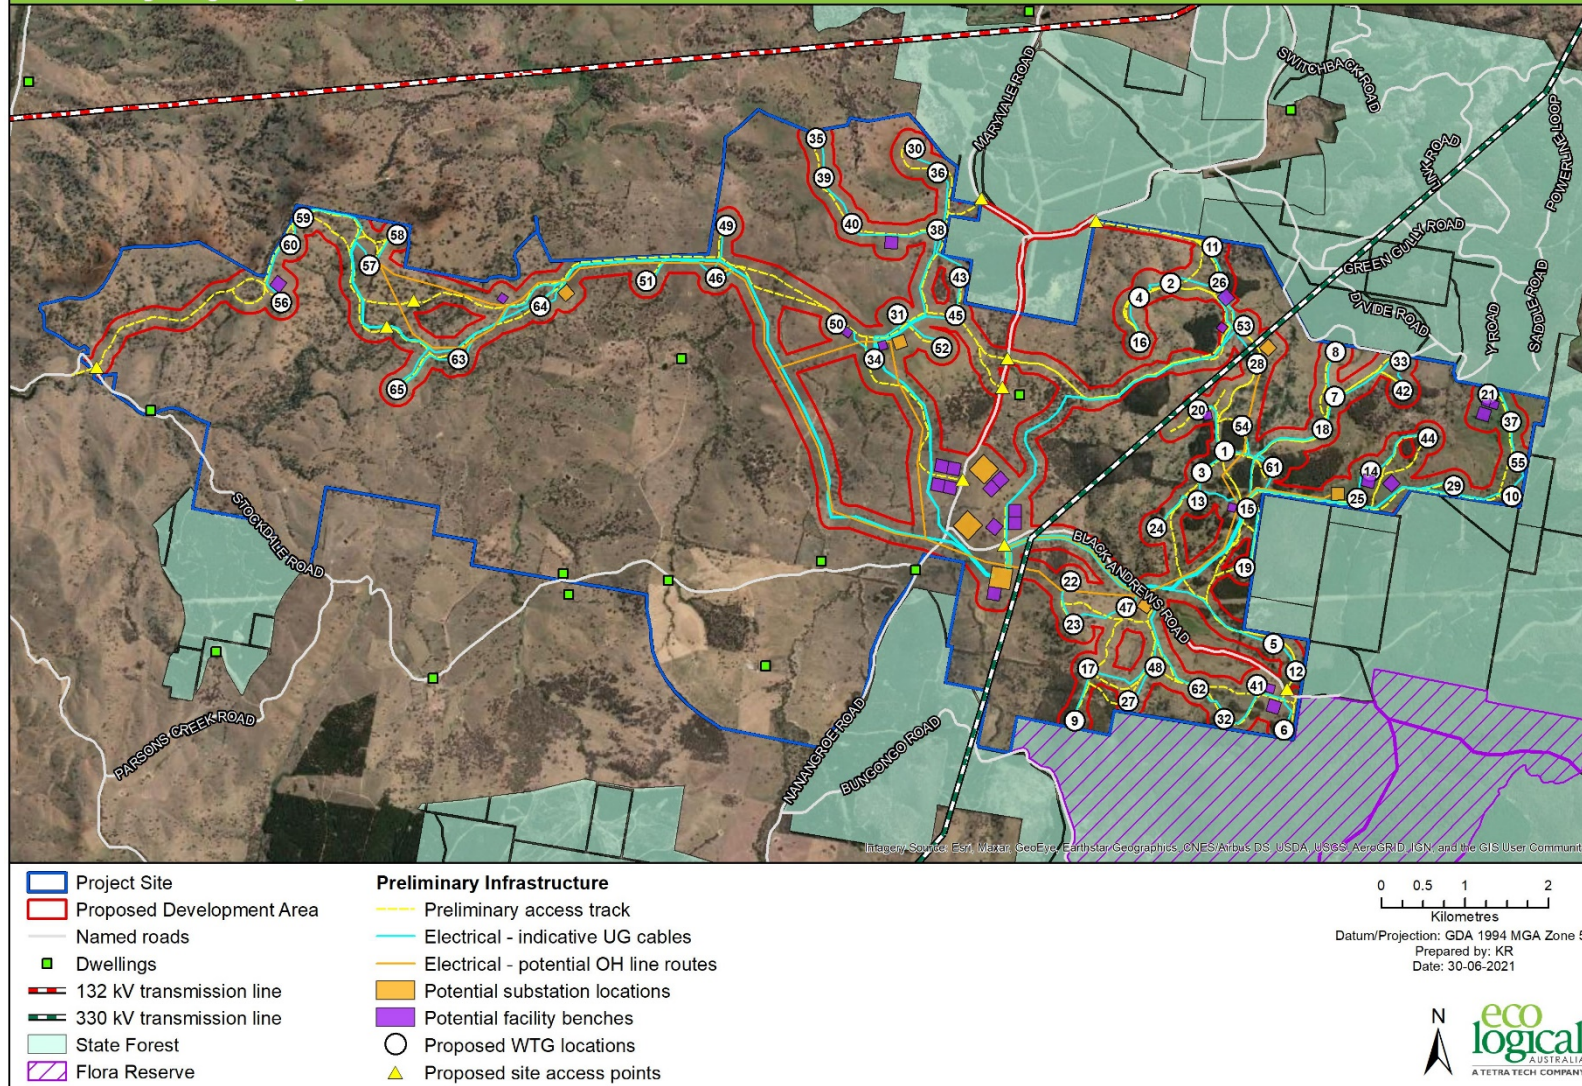 MARYVALE ROAD
SWITCHBACK ROAD
LINK ROAD
POWERLINE LOOP
GREEN GULLY ROAD
DIVIDE ROAD
Y ROAD
SADDLE ROAD
BLACK ANDREWS ROAD
STOCKDALE ROAD
PARSONS CREEK ROAD
NANANGROE ROAD
BUNGONGO ROAD
35
30
39
36
59
58
49
40
38
60
57
11
51
46
43
2
26
56
64
4
50
31
45
53
63
34
52
16
28
8
33
65
7
42
21
20
54
18
37
44
1
3
61
14
55
13
15
25
29
10
24
22
19
47
23
5
17
48
12
62
41
27
9
32
6
Imagery Source: Esri, Maxar, GeoEye, Earthstar Geographics, CNES/Airbus DS, USDA, USGS, AeroGRID, IGN, and the GIS User Communit
Project Site
Proposed Development Area
Named roads
Dwellings
132 kV transmission line
330 kV transmission line
State Forest
Flora Reserve
Preliminary Infrastructure
Preliminary access track
Electrical - indicative UG cables
Electrical - potential OH line routes
Potential substation locations
Potential facility benches
Proposed WTG locations
Proposed site access points
0 0.5 1 2
Kilometres
Datum/Projection: GDA 1994 MGA Zone 5
Prepared by: KR
Date: 30-06-2021
N
eco
logical
AUSTRALIA
A TETRA TECH COMPANY